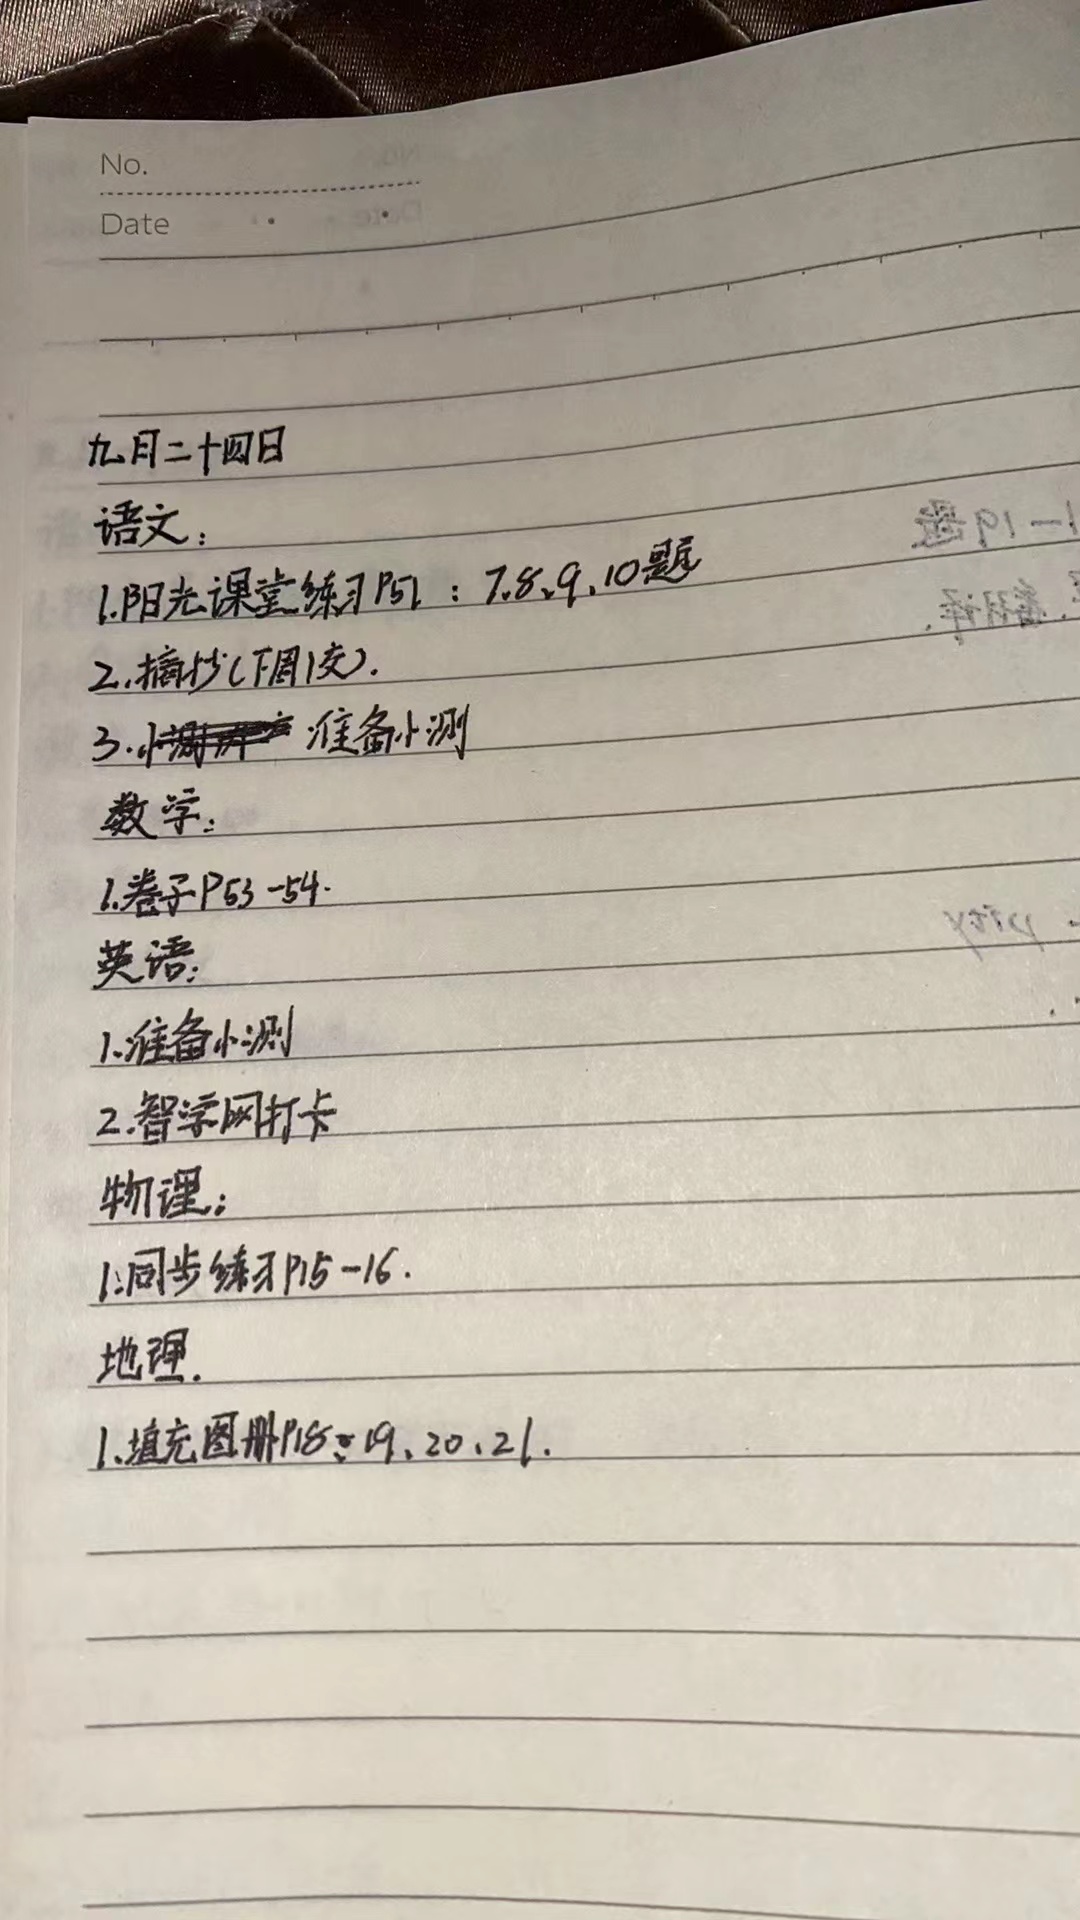 No.
Date
九月二十四日
语文:
1.阳光课堂练习P51:7、8、9、10题
2.摘抄(下周1交).
3.准备小测
数学:
1.卷子P53-54.
英语:
1.准备小测
2.智学网打卡
物理:
1.同步练习P15-16.
地理.
1.填充图册P18、19、20、21.